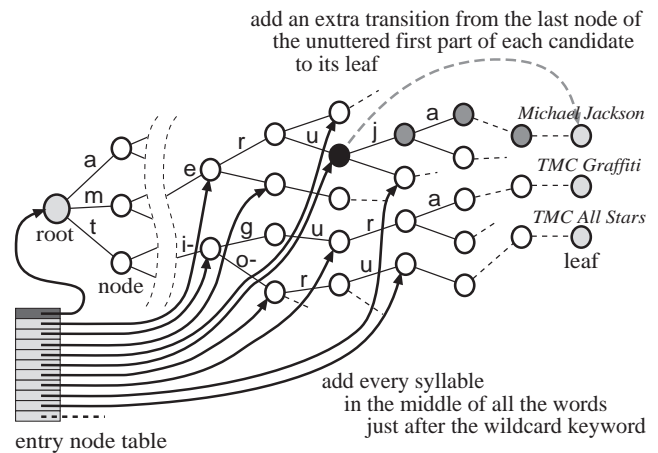 add an extra transition from the last node of
the unuttered first part of each candidate
to its leaf
r
u
j
a
Michael Jackson
a
e
m
TMC Graffiti
root
t
a
i-
g
u
r
TMC All Stars
node
o-
r
u
leaf
add every syllable
in the middle of all the words
just after the wildcard keyword
entry node table